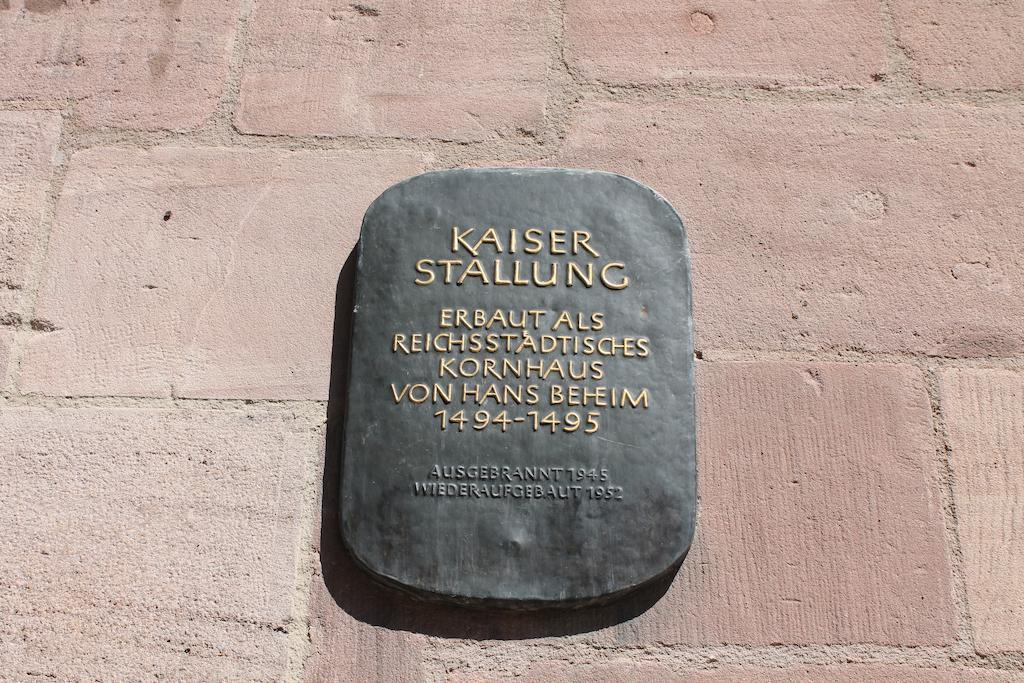 KAISER
STALLUNG
ERBAUT ALS
REICHSSTÄDTISCHES
KORNHAUS
VON HANS BEHEIM
1494-1495
AUSGEBRANNT 1945
WIEDERAUFGEBAUT 1952